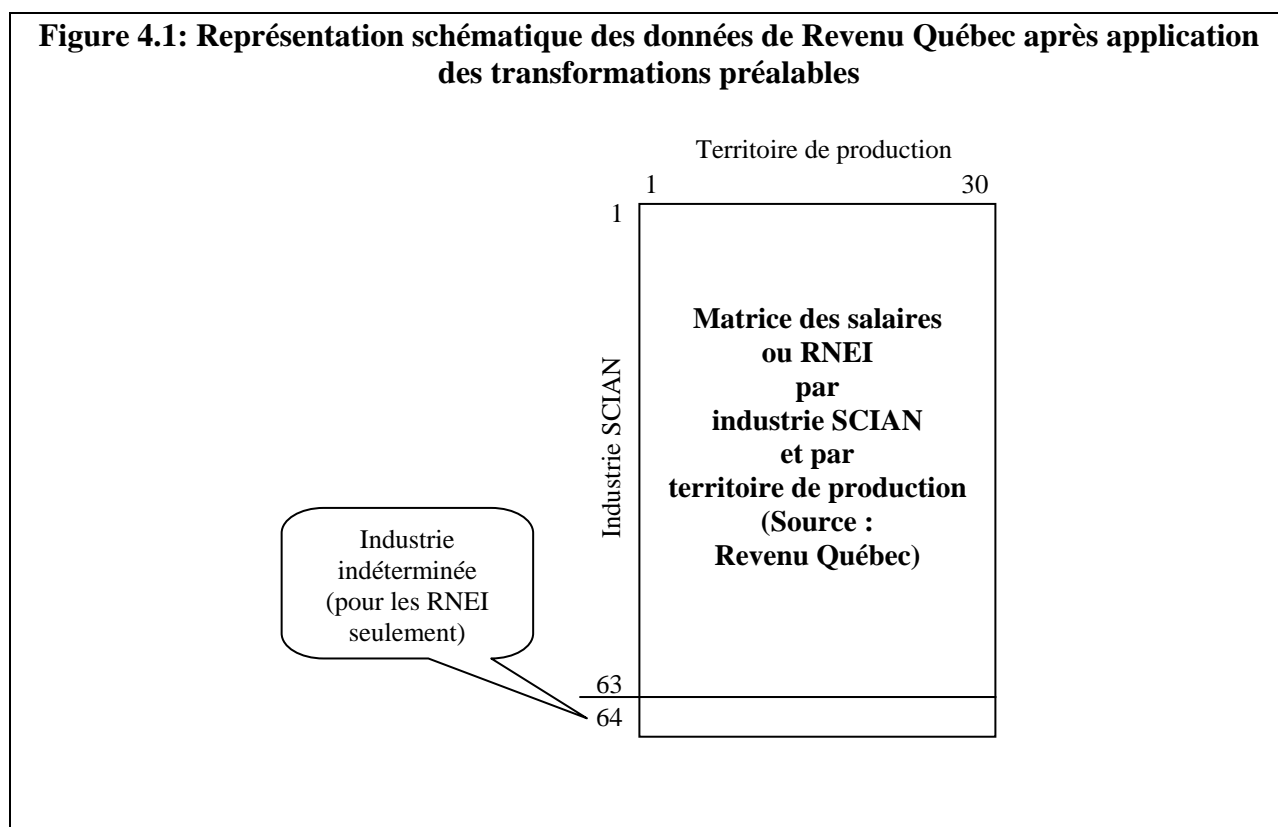 Figure 4.1: Représentation schématique des données de Revenu Québec après application
des transformations préalables
Territoire de production
1 30
1
Industrie SCIAN
Matrice des salaires
ou RNEI
par
industrie SCIAN
et par
territoire de production
(Source :
Revenu Québec)
Industrie
indéterminée
(pour les RNEI
seulement)
63
64